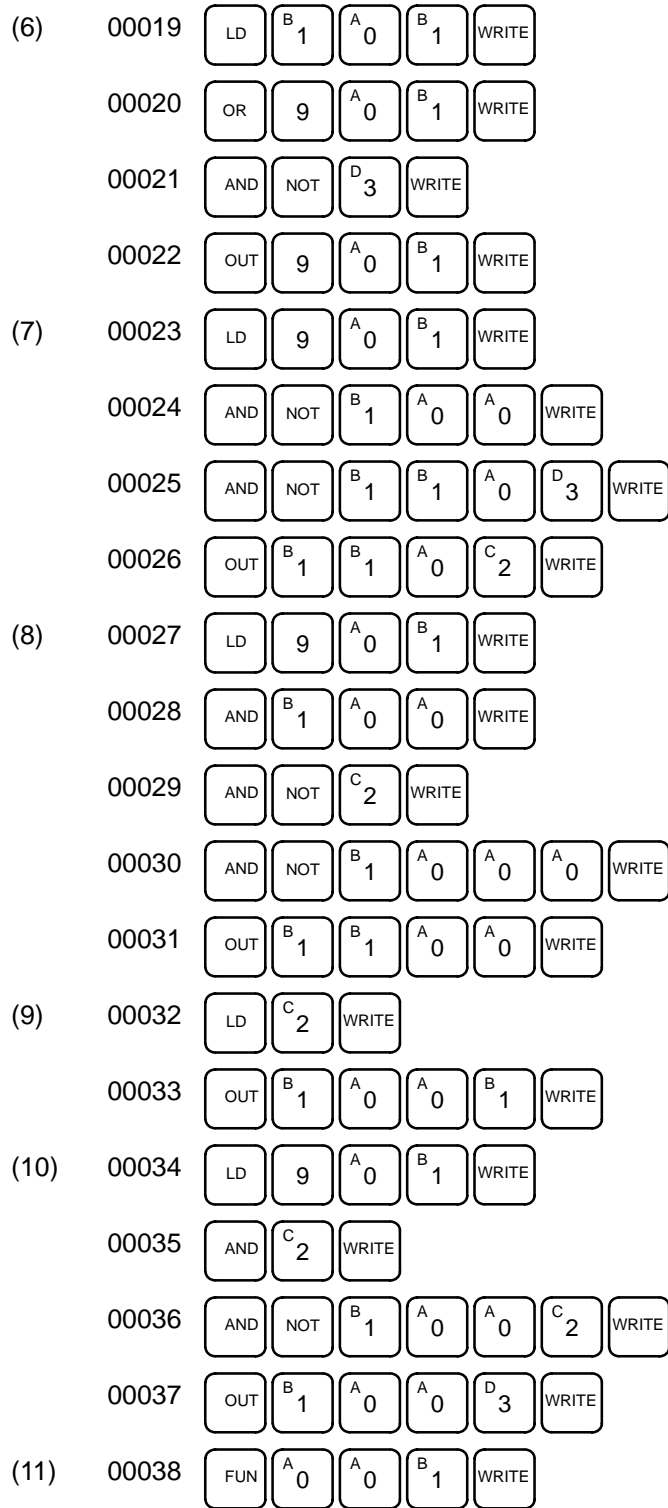 (6) 00019 LD B 1 A 0 B 1 WRITE
00020 OR 9 A 0 B 1 WRITE
00021 AND NOT D 3 WRITE
00022 OUT 9 A 0 B 1 WRITE
(7) 00023 LD 9 A 0 B 1 WRITE
00024 AND NOT B 1 A 0 A 0 WRITE
00025 AND NOT B 1 B 1 A 0 D 3 WRITE
00026 OUT B 1 B 1 A 0 C 2 WRITE
(8) 00027 LD 9 A 0 B 1 WRITE
00028 AND B 1 A 0 A 0 WRITE
00029 AND NOT C 2 WRITE
00030 AND NOT B 1 A 0 A 0 A 0 WRITE
00031 OUT B 1 B 1 A 0 A 0 WRITE
(9) 00032 LD C 2 WRITE
00033 OUT B 1 A 0 A 0 B 1 WRITE
(10) 00034 LD 9 A 0 B 1 WRITE
00035 AND C 2 WRITE
00036 AND NOT B 1 A 0 A 0 C 2 WRITE
00037 OUT B 1 A 0 A 0 D 3 WRITE
(11) 00038 FUN A 0 A 0 B 1 WRITE